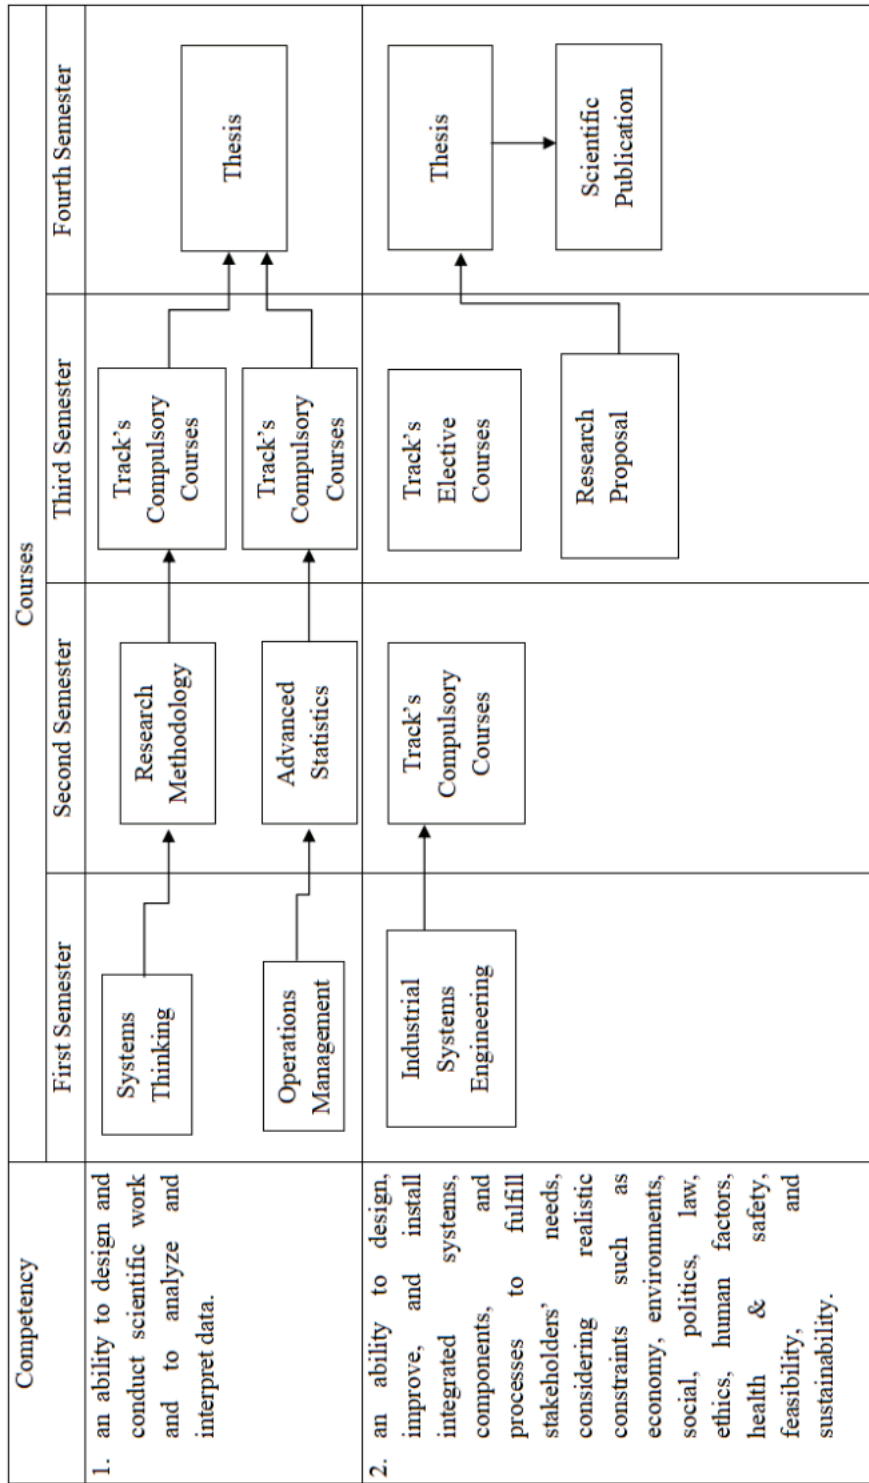 Competency
Courses
First Semester
Second Semester
Third Semester
Fourth Semester
1. an ability to design and
conduct scientific work
and to analyze and
interpret data.
Systems
Thinking
Operations
Management
Research
Methodology
Advanced
Statistics
Track's
Compulsory
Courses
Track's
Compulsory
Courses
Thesis
2. an ability to design,
improve, and install
integrated systems,
components, and
processes to fulfill
stakeholders' needs,
considering realistic
constraints such as
economy, environments,
social, politics, law,
ethics, human factors,
health & safety,
feasibility, and
sustainability.
Industrial
Systems
Engineering
Track's
Compulsory
Courses
Track's
Elective
Courses
Research
Proposal
Thesis
Scientific
Publication